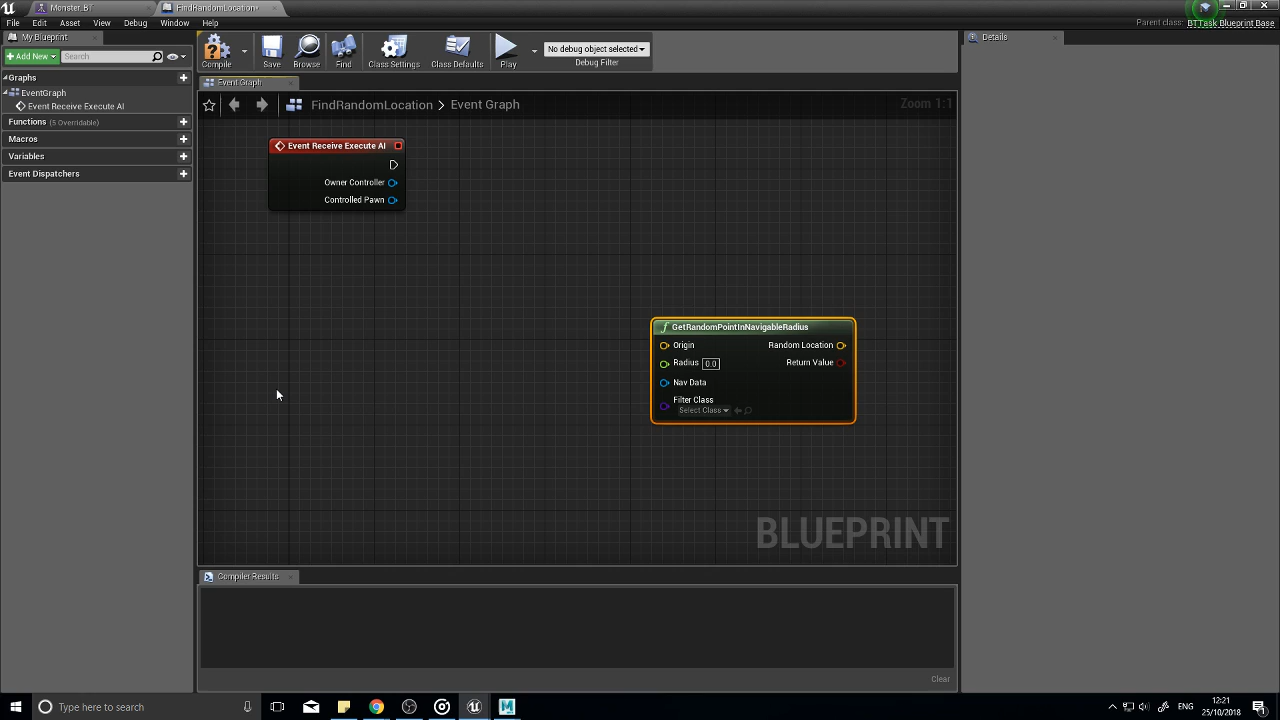 Monster_BT
FindRandomLocation*
File Edit Asset View Debug Window Help
Parent class: BTTask Blueprint Base
My Blueprint
Add New
Search
Graphs
EventGraph
Event Receive Execute AI
Functions (5 Overridable)
Macros
Variables
Event Dispatchers
Compile
Save
Browse
Find
Class Settings
Class Defaults
Play
No debug object selected
Debug Filter
Event Graph
FindRandomLocation > Event Graph
Zoom 1:1
Event Receive Execute AI
Owner Controller
Controlled Pawn
GetRandomPointInNavigableRadius
Origin Random Location
Radius 0.0 Return Value
Nav Data
Filter Class
Select Class
BLUEPRINT
Compiler Results
Clear
Details
Type here to search
ENG
12:21
25/10/2018
1